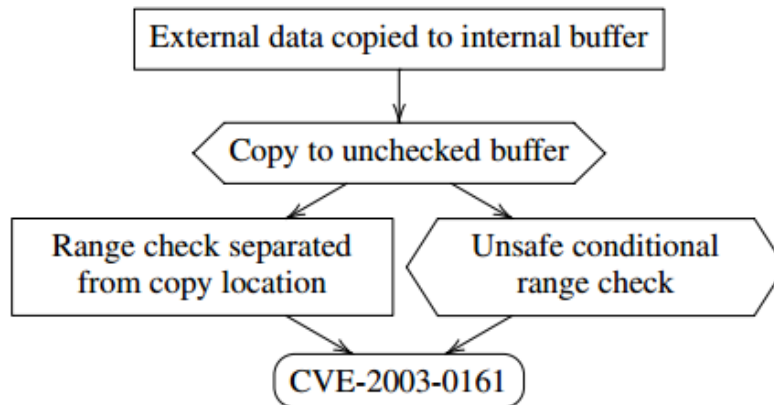 External data copied to internal buffer
Copy to unchecked buffer
Range check separated
from copy location
Unsafe conditional
range check
CVE-2003-0161